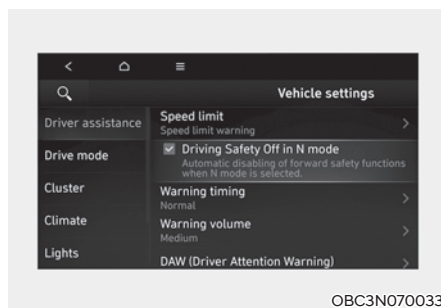 Vehicle settings
Driver assistance
Drive mode
Cluster
Climate
Lights
Speed limit
Speed limit warning
Driving Safety Off in N mode
Automatic disabling of forward safety functions
when N mode is selected.
Warning timing
Normal
Warning volume
Medium
DAW (Driver Attention Warning)
OBC3N070033